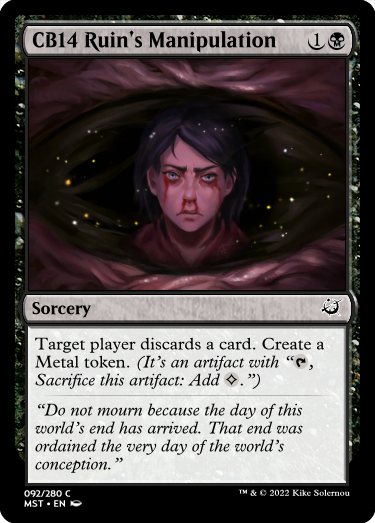 CB14 Ruin's Manipulation 1
Sorcery
Target player discards a card. Create a
Metal token. (It's an artifact with “,
Sacrifice this artifact: Add .”)
“Do not mourn because the day of this
world's end has arrived. That end was
ordained the very day of the world's
conception.”
092/280 C
MST • EN
™ & © 2022 Kike Solernou